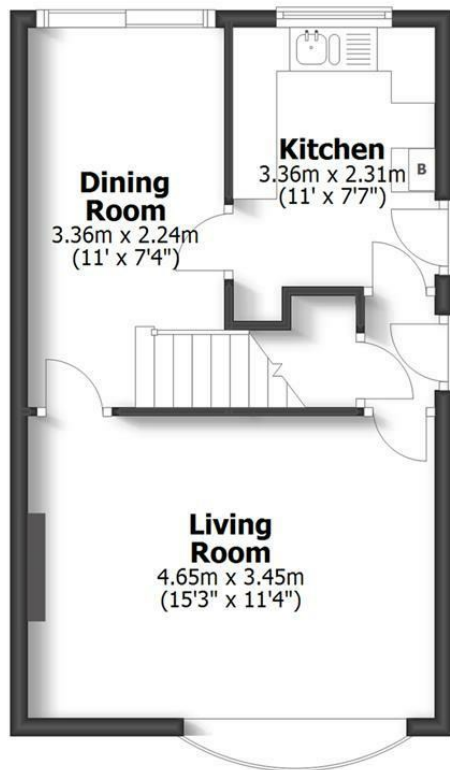 Dining
Room
3.36m x 2.24m
(11' x 7'4")
Kitchen
3.36m x 2.31m
(11' x 7'7")
B
Living
Room
4.65m x 3.45m
(15'3" x 11'4")